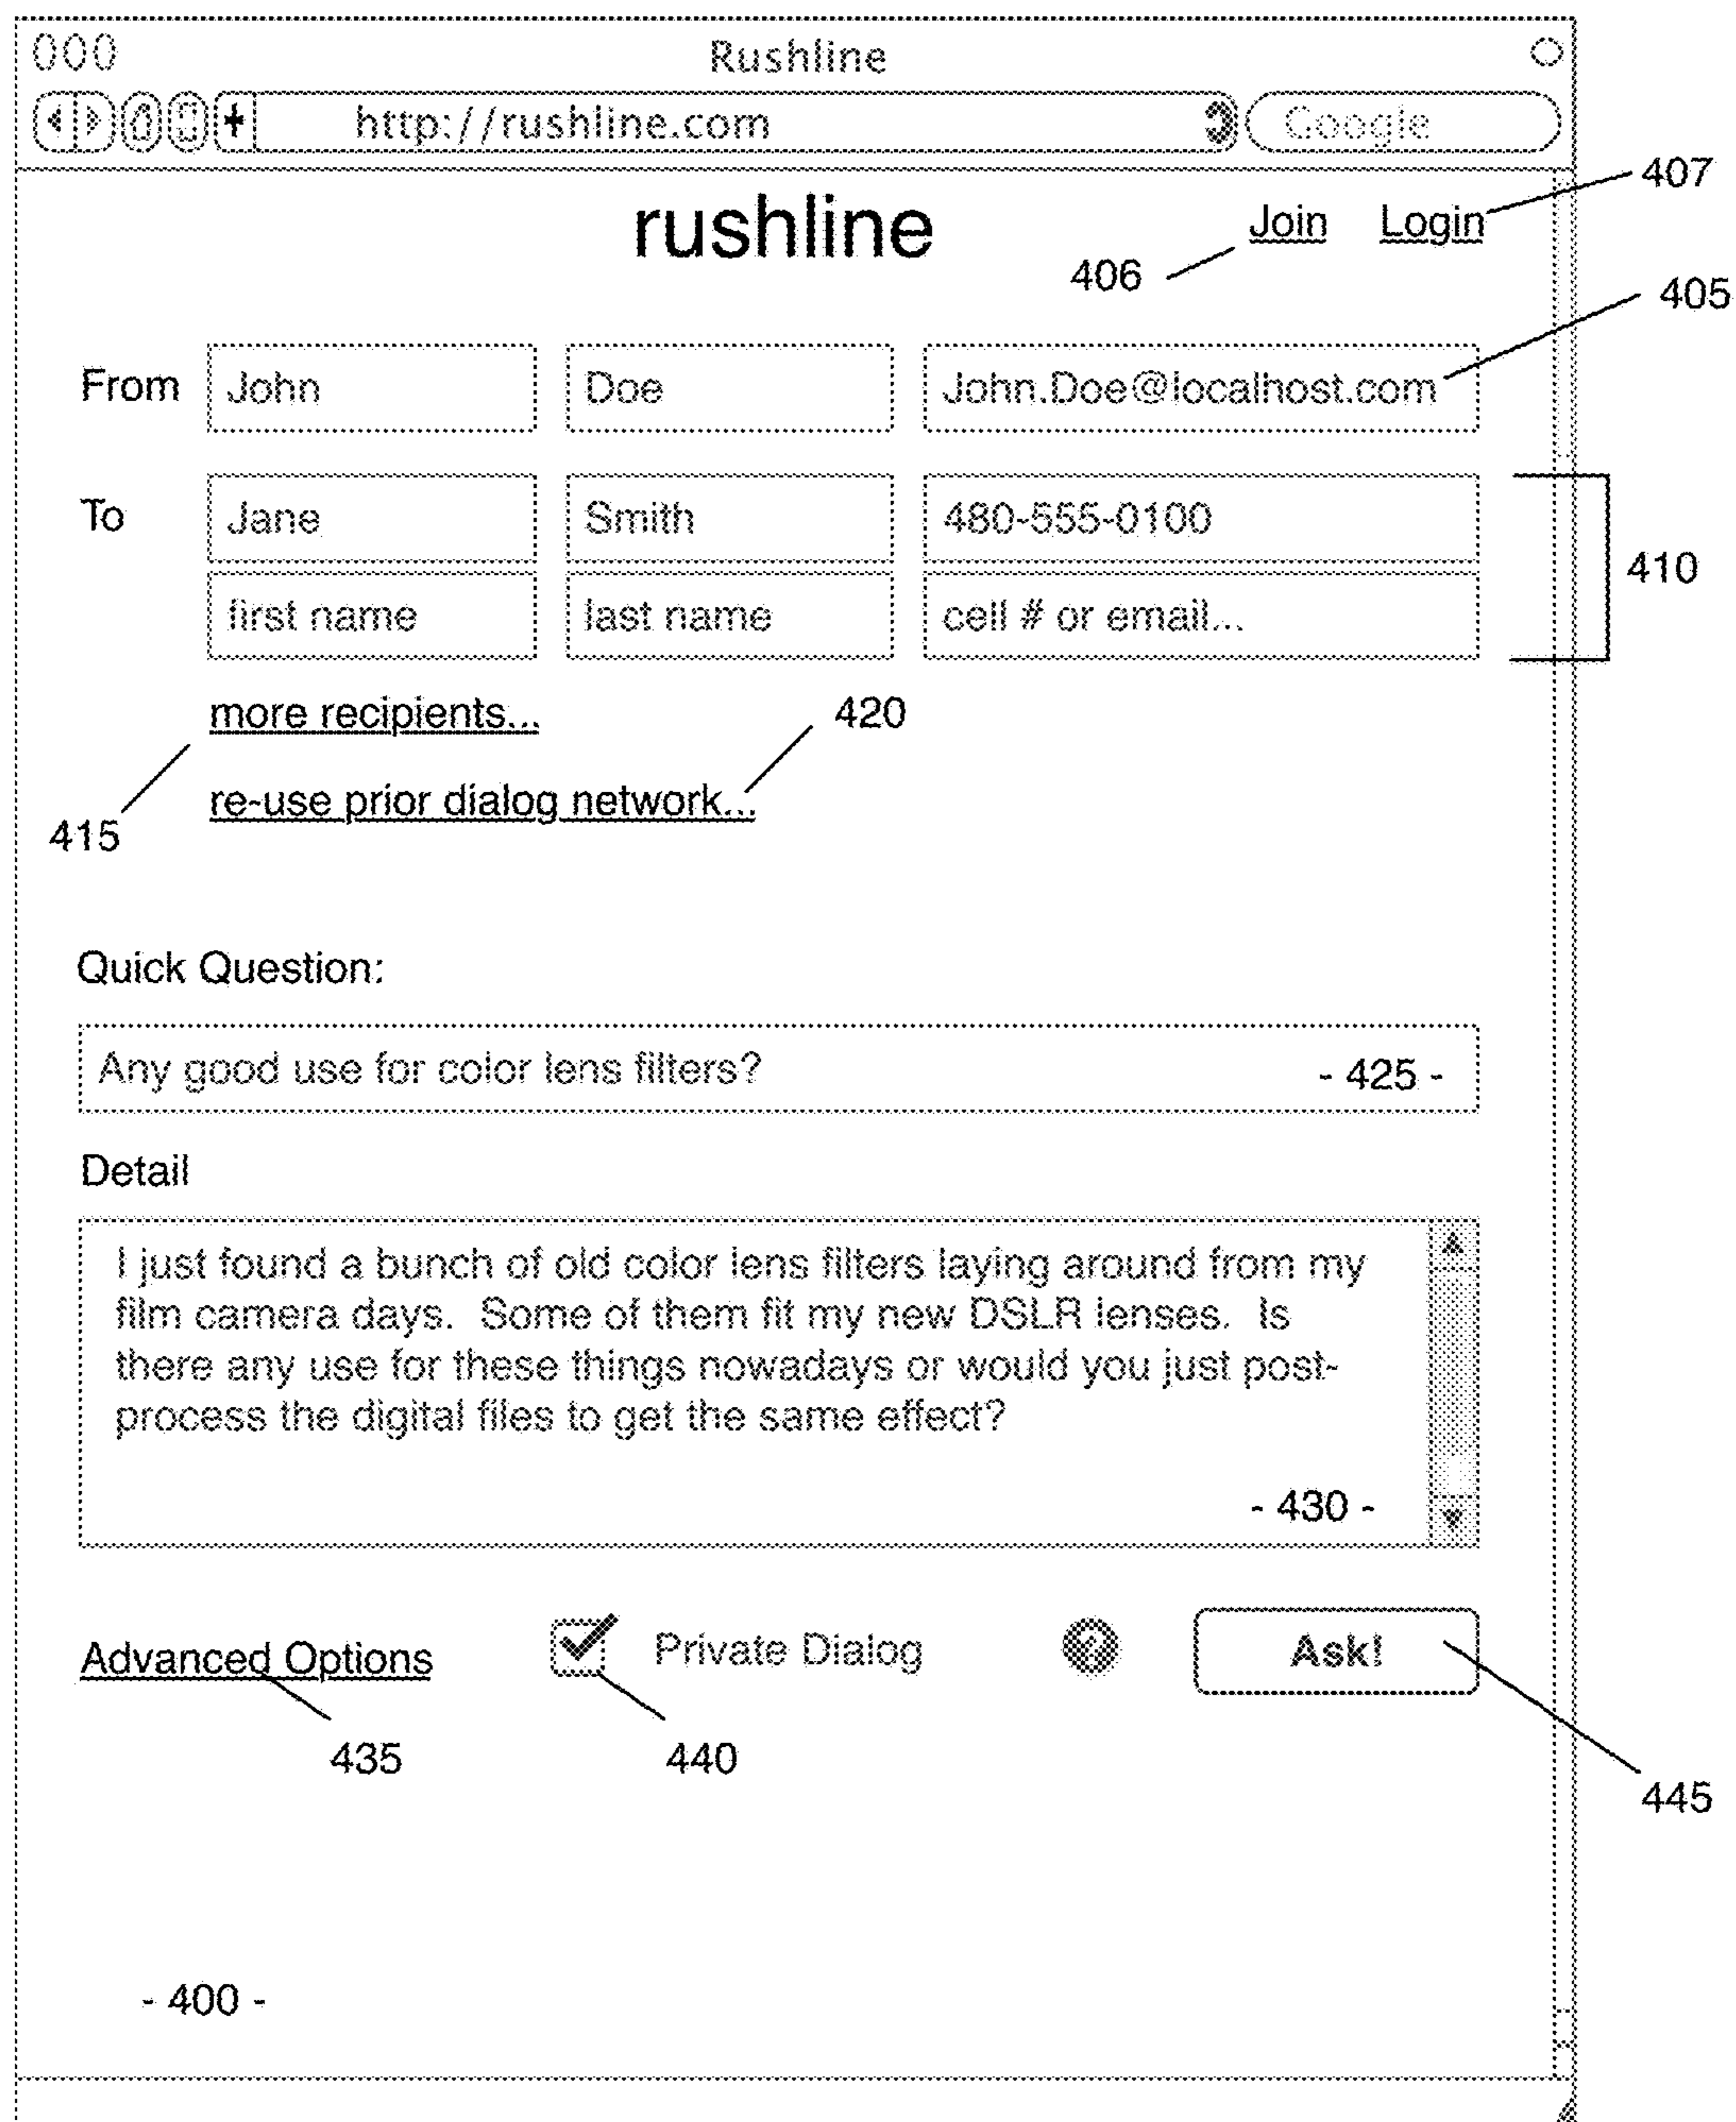 000 Rushline
http://rushline.com Google
407
rushline Join Login
406
405
From John Doe John.Doe@localhost.com
To Jane Smith 480-555-0100
410
first name last name cell # or email...
more recipients... 420
re-use prior dialog network...
415
Quick Question:
Any good use for color lens filters? - 425 -
Detail
I just found a bunch of old color lens filters laying around from my
film camera days. Some of them fit my new DSLR lenses. Is
there any use for these things nowadays or would you just post-
process the digital files to get the same effect?
- 430 -
Advanced Options Private Dialog ? Ask!
435 440
445
- 400 -